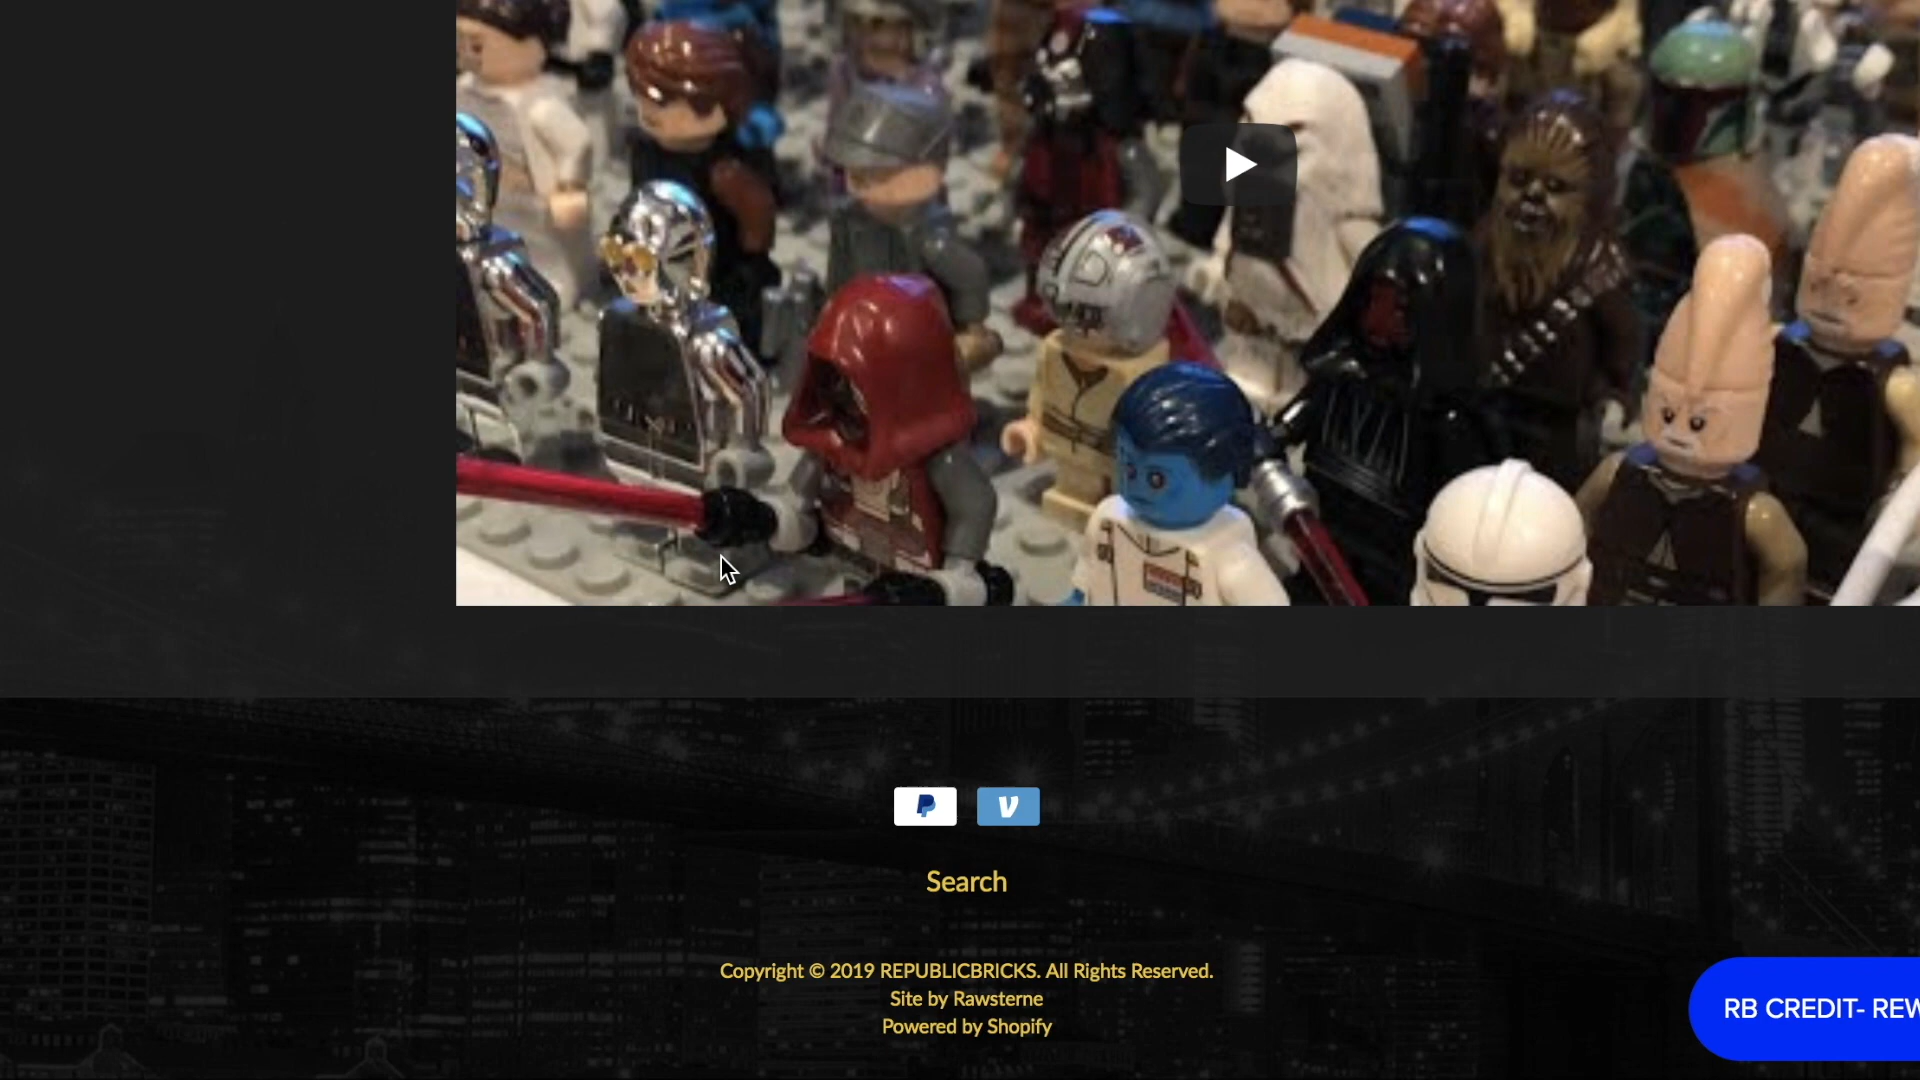 Search
Copyright © 2019 REPUBLICBRICKS. All Rights Reserved.
Site by Rawsterne
Powered by Shopify
RB CREDIT- REW